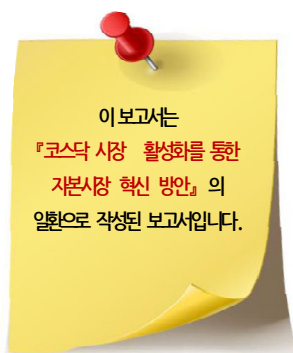 이 보고서는
『코스닥 시장 활성화를 통한
자본시장 혁신 방안』 의
일환으로 작성된 보고서입니다.